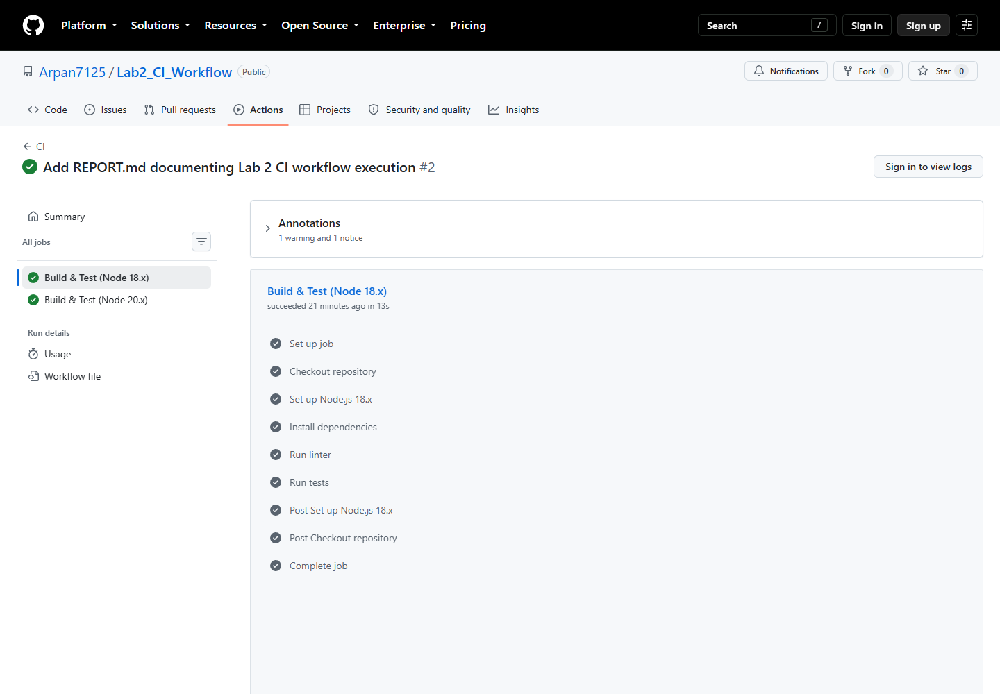 Platform Solutions Resources Open Source Enterprise Pricing Search / Sign in Sign up
Arpan7125 / Lab2_CI_Workflow Public Notifications Fork 0 Star 0
Code Issues Pull requests Actions Projects Security and quality Insights
CI
Add REPORT.md documenting Lab 2 CI workflow execution #2
Sign in to view logs
Summary
All jobs
Build & Test (Node 18.x)
Build & Test (Node 20.x)
Run details
Usage
Workflow file
Annotations
1 warning and 1 notice
Build & Test (Node 18.x)
succeeded 21 minutes ago in 13s
Set up job
Checkout repository
Set up Node.js 18.x
Install dependencies
Run linter
Run tests
Post Set up Node.js 18.x
Post Checkout repository
Complete job